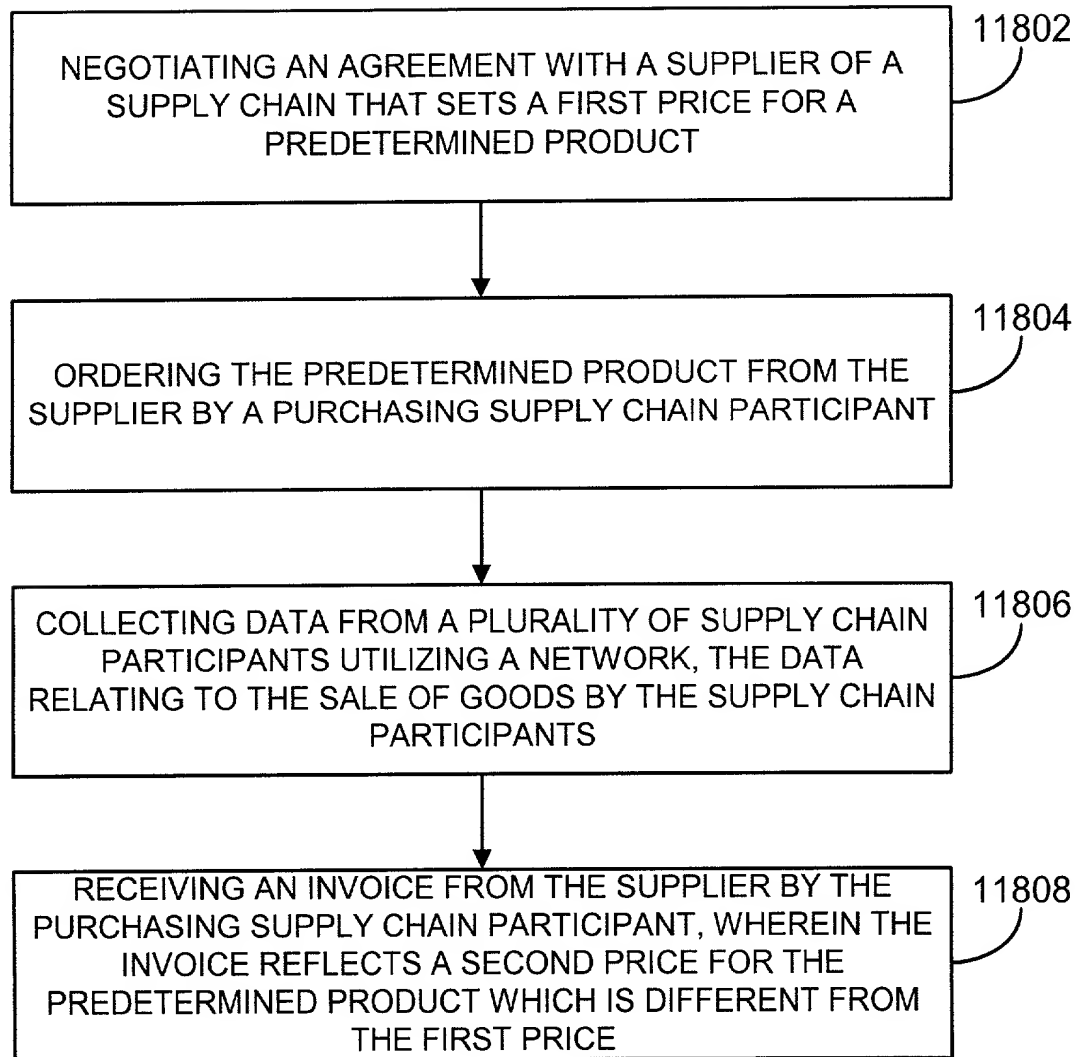 11802
NEGOTIATING AN AGREEMENT WITH A SUPPLIER OF A
SUPPLY CHAIN THAT SETS A FIRST PRICE FOR A
PREDETERMINED PRODUCT
11804
ORDERING THE PREDETERMINED PRODUCT FROM THE
SUPPLIER BY A PURCHASING SUPPLY CHAIN PARTICIPANT
11806
COLLECTING DATA FROM A PLURALITY OF SUPPLY CHAIN
PARTICIPANTS UTILIZING A NETWORK, THE DATA
RELATING TO THE SALE OF GOODS BY THE SUPPLY CHAIN
PARTICIPANTS
11808
RECEIVING AN INVOICE FROM THE SUPPLIER BY THE
PURCHASING SUPPLY CHAIN PARTICIPANT, WHEREIN THE
INVOICE REFLECTS A SECOND PRICE FOR THE
PREDETERMINED PRODUCT WHICH IS DIFFERENT FROM
THE FIRST PRICE